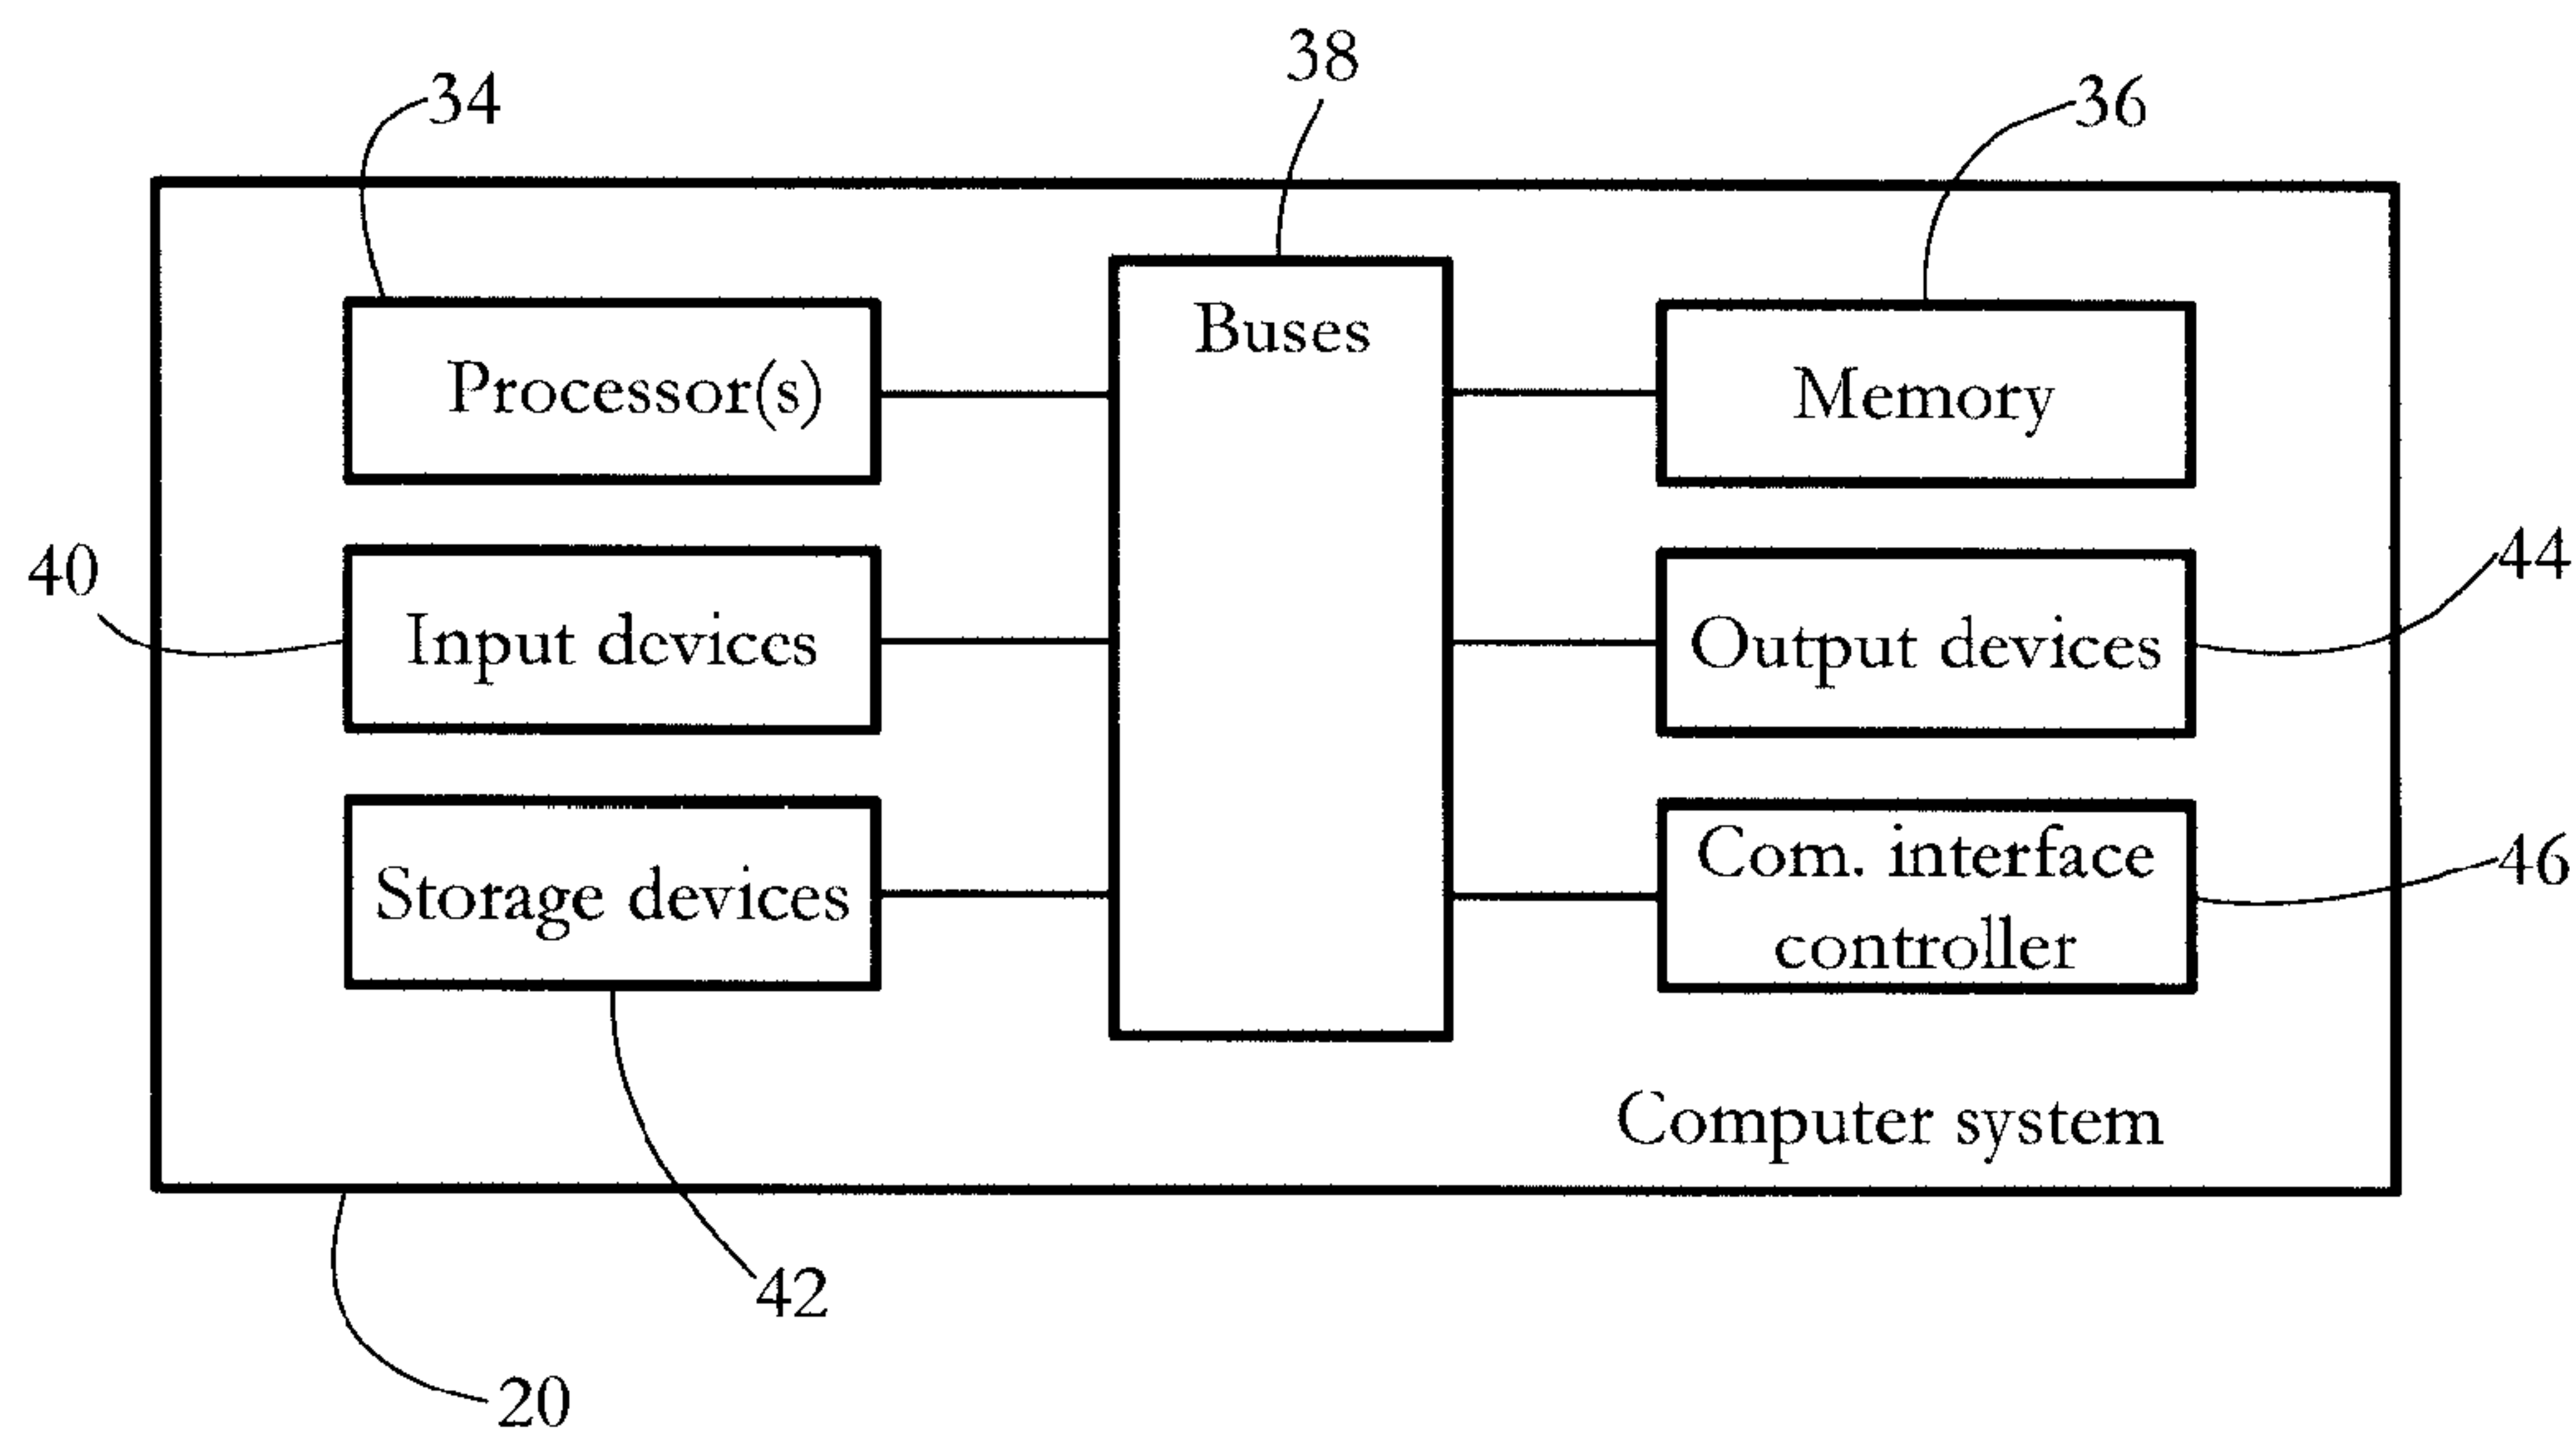 38
34
36
Buses
Processor(s)
Memory
40
44
Input devices
Output devices
Com. interface
46
Storage devices
controller
Computer system
42
20